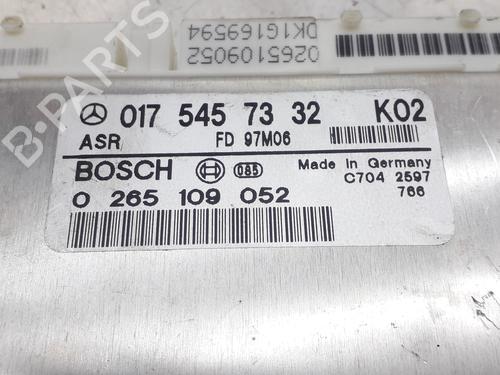 0265109052
DK1G169594
017 545 73 32 K02
ASR FD 97M06
BOSCH 085 Made in Germany
0 265 109 052 C704 2597
766
B-Parts